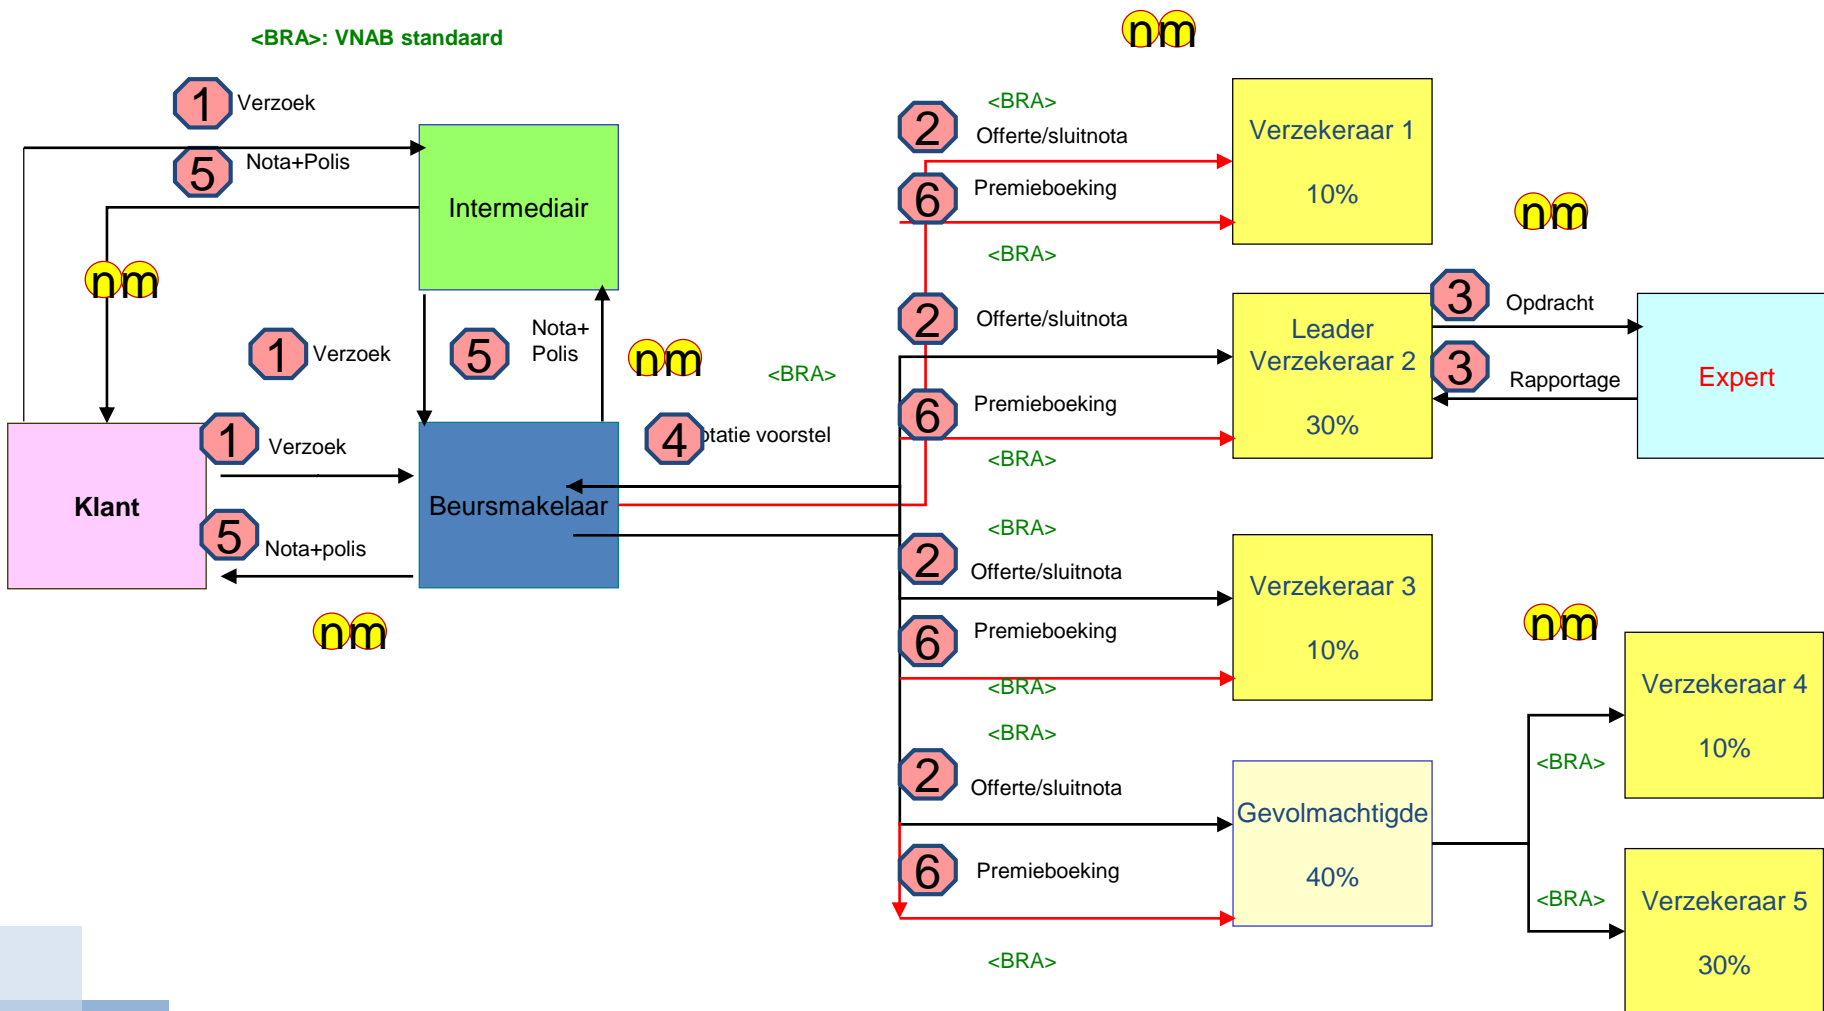 <BRA>: VNAB standaard
nm
1 Verzoek
5 Nota+Polis
Intermediair
nm
1 Verzoek
5 Nota+
Polis
nm
<BRA>
Klant
1 Verzoek
5 Nota+polis
nm
Beursmakelaar
4 otatie voorstel
<BRA>
2 Offerte/sluitnota
6 Premieboeking
<BRA>
Verzekeraar 1
10%
nm
2 Offerte/sluitnota
6 Premieboeking
<BRA>
Leader
Verzekeraar 2
30%
3 Opdracht
3 Rapportage
Expert
<BRA>
2 Offerte/sluitnota
6 Premieboeking
<BRA>
Verzekeraar 3
10%
nm
<BRA>
2 Offerte/sluitnota
6 Premieboeking
<BRA>
Gevolmachtigde
40%
<BRA>
Verzekeraar 4
10%
<BRA>
Verzekeraar 5
30%